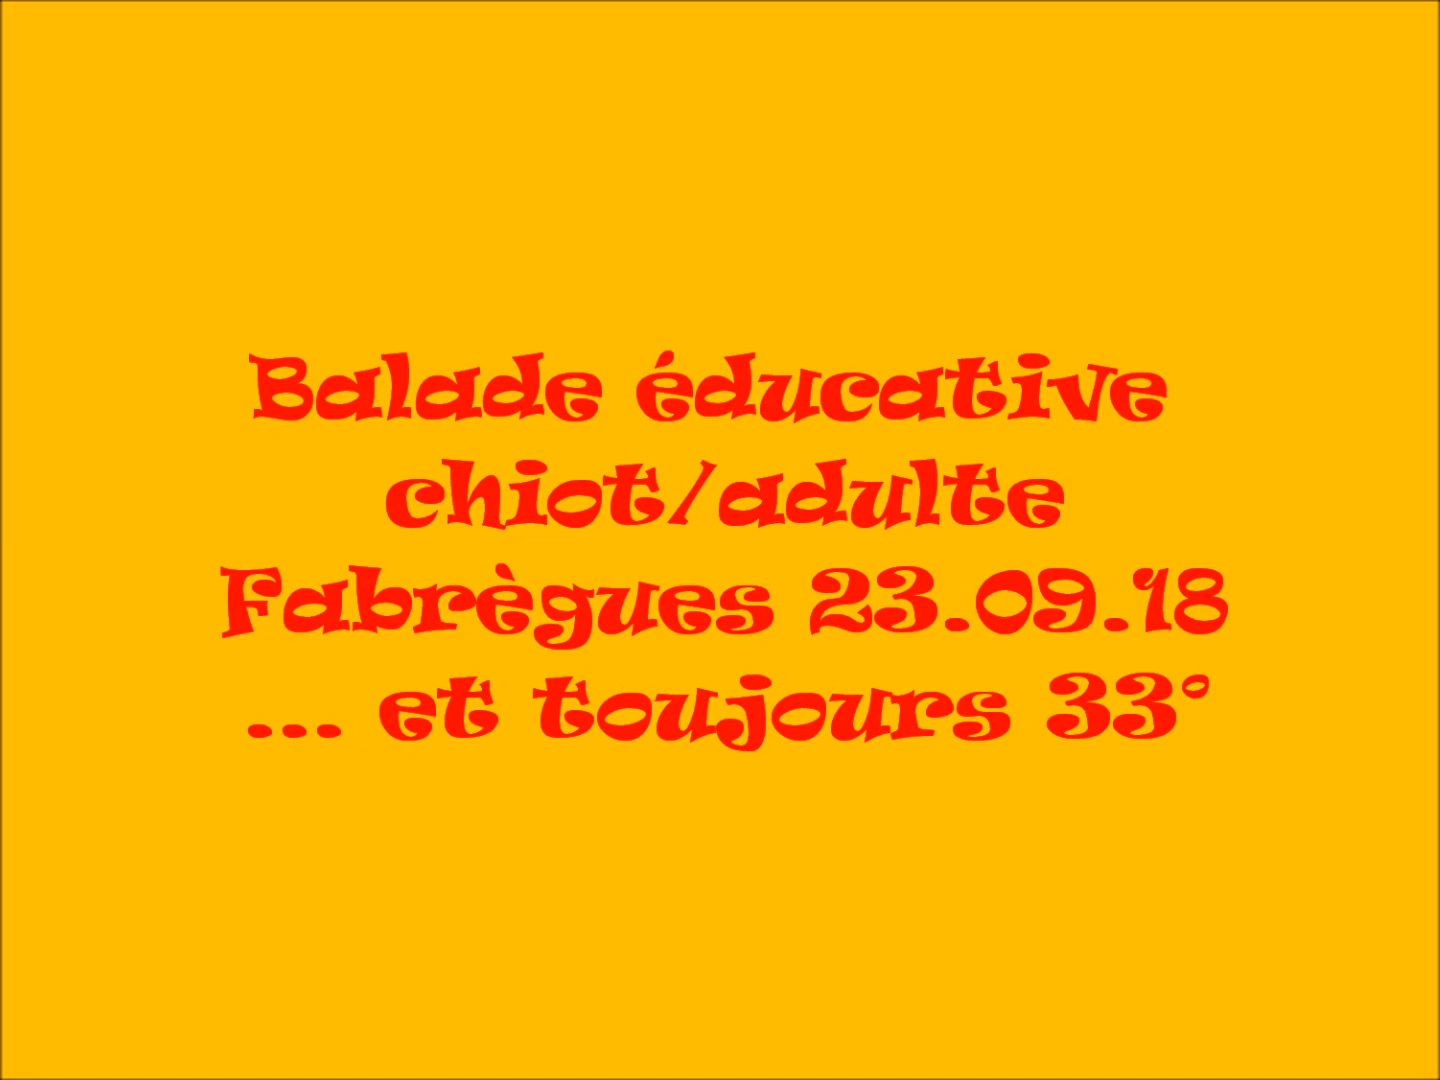 Balade éducative
chiot/adulte
Fabrègues 23.09.18
... et toujours 33°